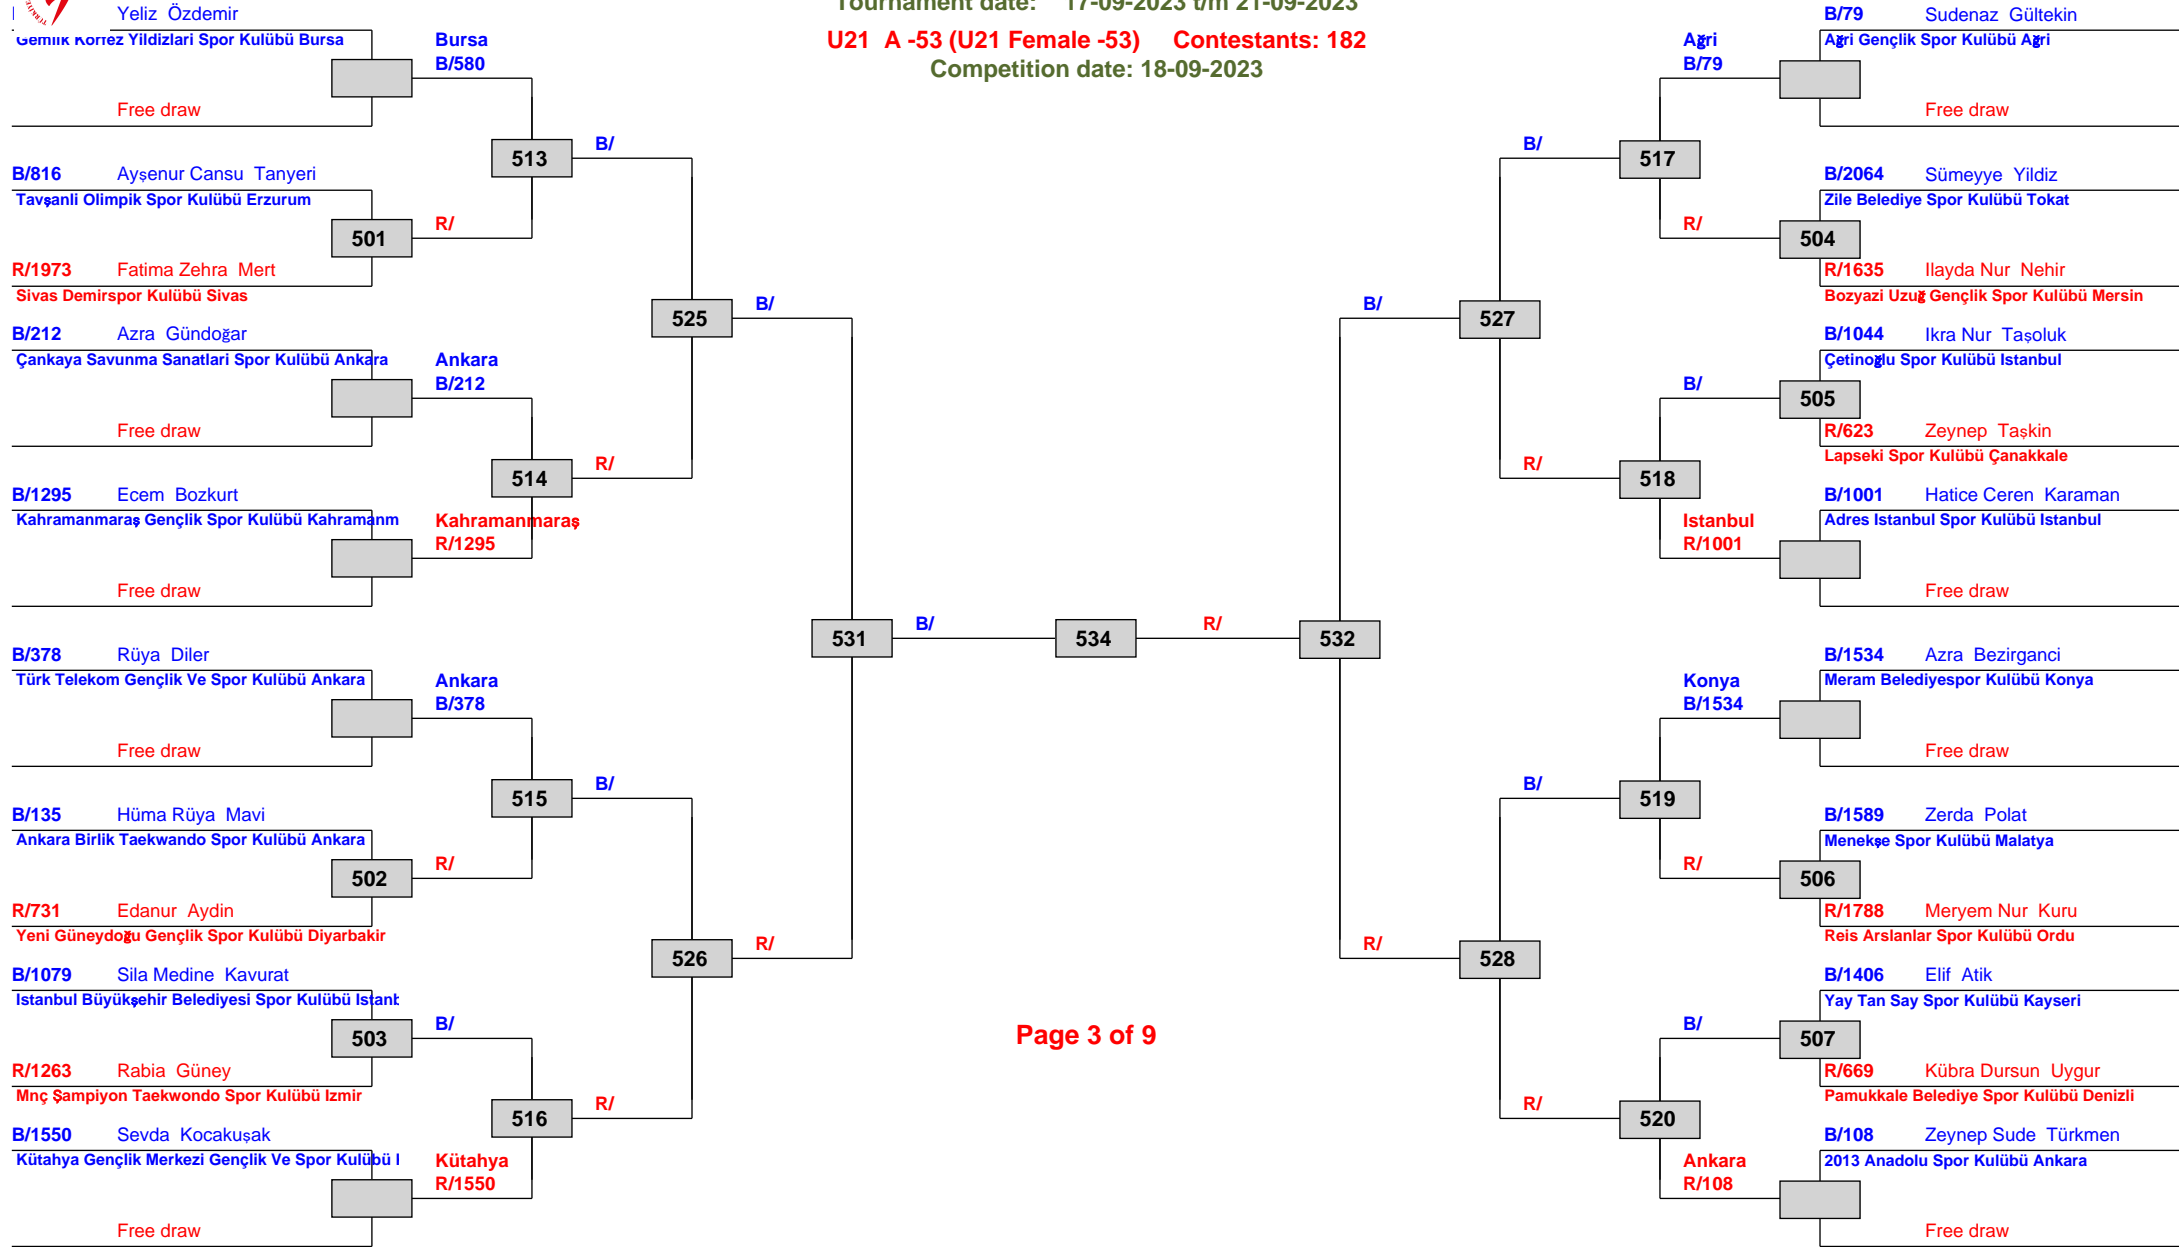 Tournament date: 17-09-2023 t/m 21-09-2023
U21 A -53 (U21 Female -53) Contestants: 182
Competition date: 18-09-2023
Yeliz Özdemir
Gemlik Körfez Yildizlari Spor Kulübü Bursa
Free draw
Bursa
B/580
513
B/816 Ayşenur Cansu Tanyeri
Tavşanli Olimpik Spor Kulübü Erzurum
501
R/1973 Fatima Zehra Mert
Sivas Demirspor Kulübü Sivas
R/
B/
B/212 Azra Gündoğar
Çankaya Savunma Sanatlari Spor Kulübü Ankara
Free draw
Ankara
B/212
514
B/1295 Ecem Bozkurt
Kahramanmaraş Gençlik Spor Kulübü Kahramanm
Free draw
Kahramanmaraş
R/1295
R/
525
B/
B/378 Rüya Diler
Türk Telekom Gençlik Ve Spor Kulübü Ankara
Free draw
Ankara
B/378
515
B/135 Hüma Rüya Mavi
Ankara Birlik Taekwando Spor Kulübü Ankara
502
R/731 Edanur Aydin
Yeni Güneydoğu Gençlik Spor Kulübü Diyarbakir
R/
B/
B/1079 Sila Medine Kavurat
Istanbul Büyükşehir Belediyesi Spor Kulübü Istanb
503
R/1263 Rabia Güney
Mnç Şampiyon Taekwondo Spor Kulübü Izmir
B/
516
B/1550 Sevda Kocakuşak
Kütahya Gençlik Merkezi Gençlik Ve Spor Kulübü
Free draw
Kütahya
R/1550
R/
526
R/
531
B/
534
R/
532
B/
527
B/
517
Ağri
B/79
B/79 Sudenaz Gültekin
Ağri Gençlik Spor Kulübü Ağri
Free draw
R/
504
B/2064 Sümeyye Yildiz
Zile Belediye Spor Kulübü Tokat
R/1635 Ilayda Nur Nehir
Bozyazi Uzuğ Gençlik Spor Kulübü Mersin
R/
518
B/
505
B/1044 Ikra Nur Taşoluk
Çetinoğlu Spor Kulübü Istanbul
R/623 Zeynep Taşkin
Lapseki Spor Kulübü Çanakkale
Istanbul
R/1001
B/1001 Hatice Ceren Karaman
Adres Istanbul Spor Kulübü Istanbul
Free draw
R/
528
B/
519
Konya
B/1534
B/1534 Azra Bezirganci
Meram Belediyespor Kulübü Konya
Free draw
R/
506
B/1589 Zerda Polat
Menekşe Spor Kulübü Malatya
R/1788 Meryem Nur Kuru
Reis Arslanlar Spor Kulübü Ordu
R/
520
B/
507
B/1406 Elif Atik
Yay Tan Say Spor Kulübü Kayseri
R/669 Kübra Dursun Uygur
Pamukkale Belediye Spor Kulübü Denizli
Ankara
R/108
B/108 Zeynep Sude Türkmen
2013 Anadolu Spor Kulübü Ankara
Free draw
Page 3 of 9